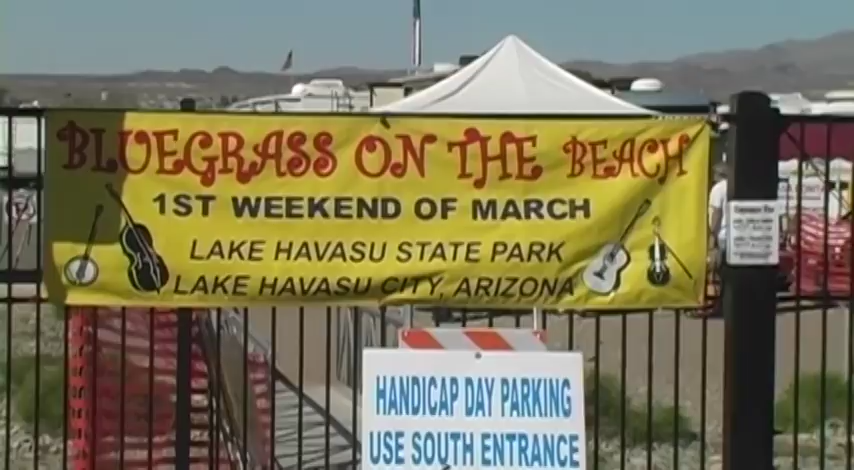 BLUEGRASS ON THE BEACH
1ST WEEKEND OF MARCH
LAKE HAVASU STATE PARK
LAKE HAVASU CITY, ARIZONA
HANDICAP DAY PARKING
USE SOUTH ENTRANCE